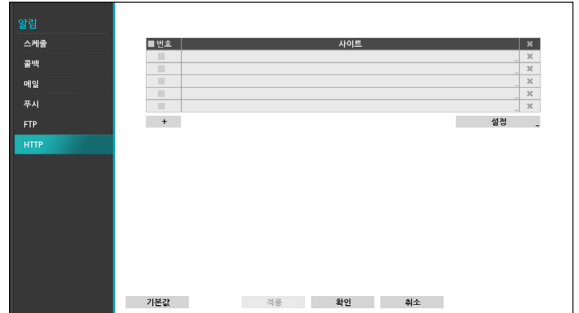 알림
스케줄
콜백
메일
푸시
FTP
HTTP
번호 사이트
+ 설정
기본값 적용 확인 취소